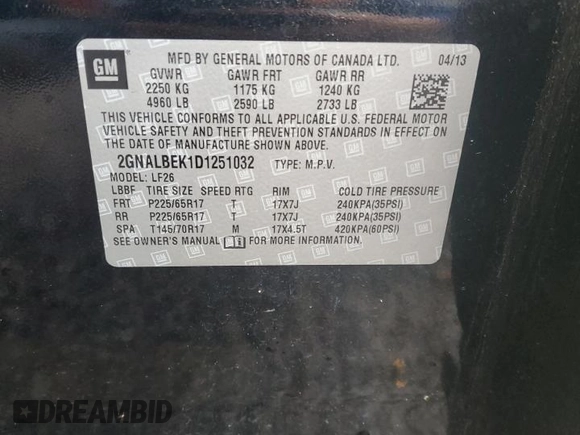 GM
MFD BY GENERAL MOTORS OF CANADA LTD. 04/13
GVWR GAWR FRT GAWR RR
2250 KG 1175 KG 1240 KG
4960 LB 2590 LB 2733 LB
THIS VEHICLE CONFORMS TO ALL APPLICABLE U.S. FEDERAL MOTOR
VEHICLE SAFETY AND THEFT PREVENTION STANDARDS IN EFFECT ON THE
DATE OF MANUFACTURE SHOWN ABOVE.
2GNALBEK1D1251032 TYPE: M.P.V.
MODEL: LF26
LBBF TIRE SIZE SPEED RTG RIM COLD TIRE PRESSURE
FRT P225/65R17 T 17X7J 240KPA(35PSI)
RR P225/65R17 T 17X7J 240KPA(35PSI)
SPA T145/70R17 M 17X4.5T 420KPA(60PSI)
SEE OWNER'S MANUAL
DREAMBID